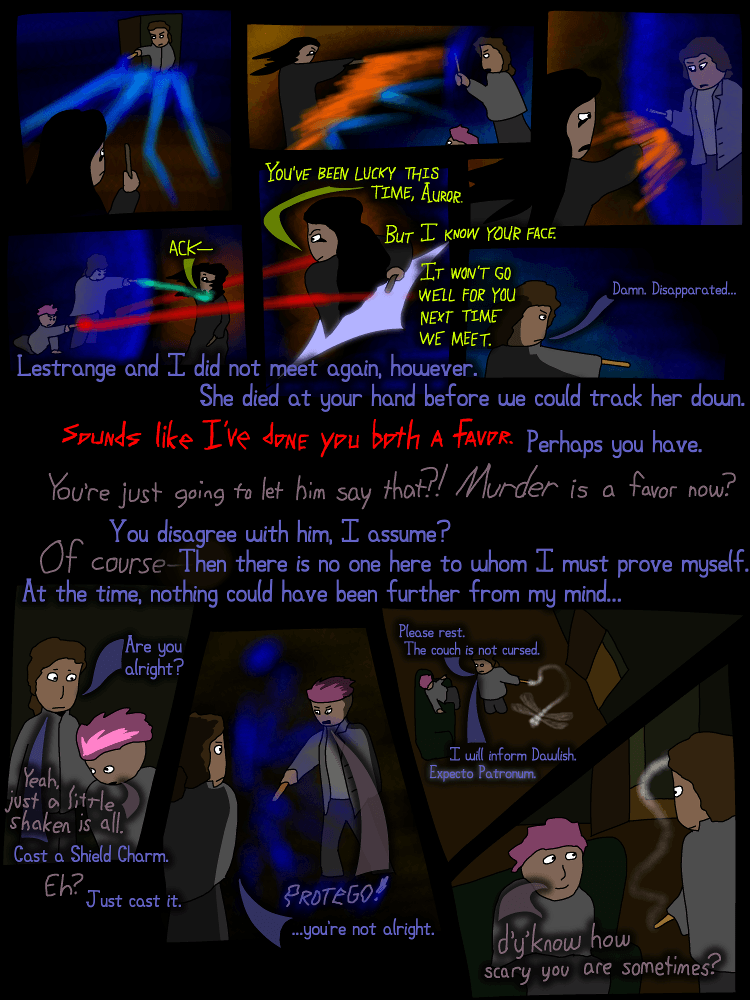 YOU'VE BEEN LUCKY THIS
TIME, AUROR.
BUT I KNOW YOUR FACE.
ACK—
IT WON'T GO
WELL FOR YOU
NEXT TIME
WE MEET.
Damn. Disapparated...
Lestrange and I did not meet again, however.
She died at your hand before we could track her down.
Sounds like I've done you both a favor.
Perhaps you have.
You're just going to let him say that?! Murder is a favor now?
You disagree with him, I assume?
Of course—
Then there is no one here to whom I must prove myself.
At the time, nothing could have been further from my mind...
Are you
alright?
Yeah,
just a little
shaken is all.
Cast a Shield Charm.
Eh?
Just cast it.
PROTEGO!
...you're not alright.
Please rest.
The couch is not cursed.
I will inform Dawlish.
Expecto Patronum.
d'y'know how
scary you are sometimes?